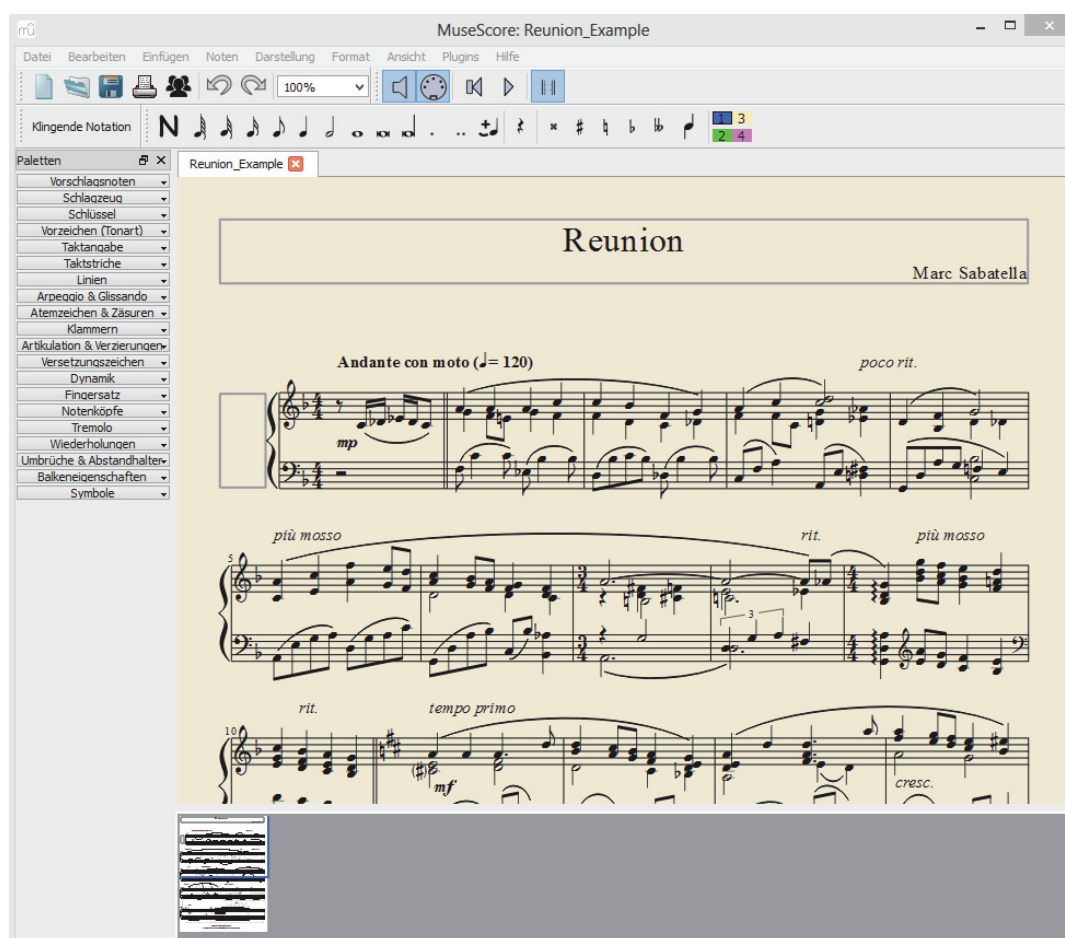 MuseScore: Reunion_Example
Datei Bearbeiten Einfügen Noten Darstellung Format Ansicht Plugins Hilfe
100%
Klingende Notation
1 3
2 4
Paletten
Reunion_Example
Vorschlagsnoten
Schlagzeug
Schlüssel
Vorzeichen (Tonart)
Taktangabe
Taktstriche
Linien
Arpeggio & Glissando
Atemzeichen & Zäsuren
Klammern
Artikulation & Verzierungen
Versetzungszeichen
Dynamik
Fingersatz
Notenköpfe
Tremolo
Wiederholungen
Umbrüche & Abstandhalter
Balkeneigenschaften
Symbole
Reunion
Marc Sabatella
Andante con moto (♩= 120) poco rit.
mp
più mosso rit. più mosso
5
3
rit. tempo primo
10
mf
cresc.